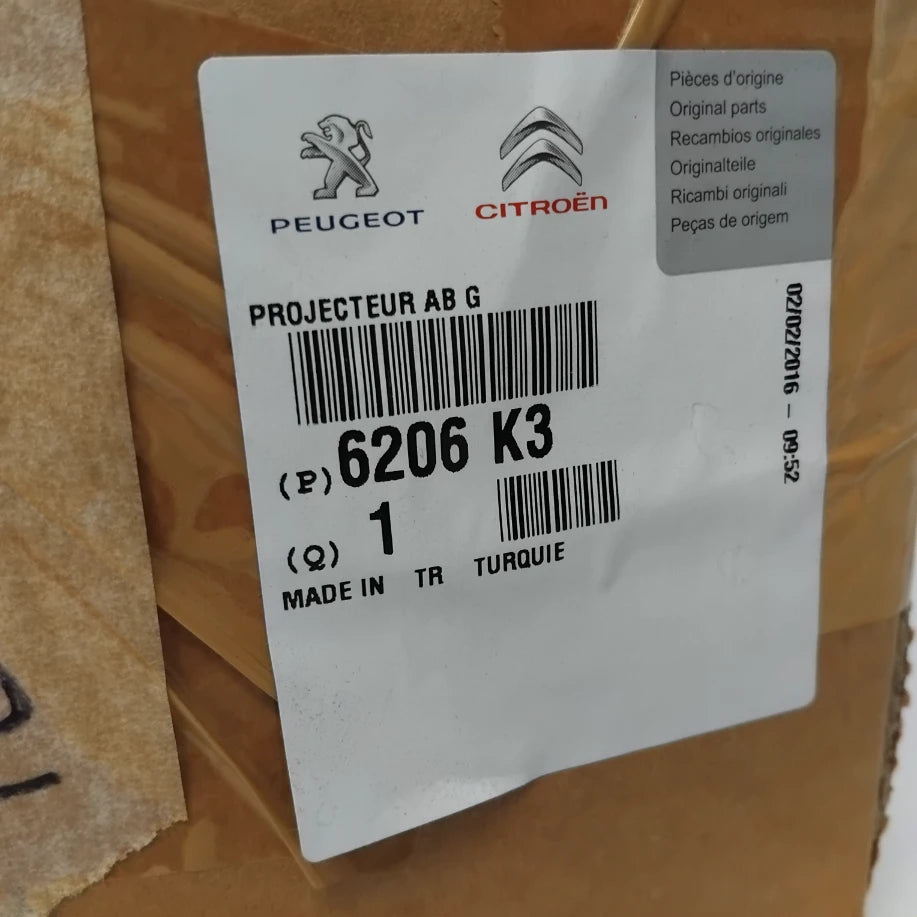 PEUGEOT
CITROËN
Pièces d'origine
Original parts
Recambios originales
Originalteile
Ricambi originali
Peças de origem
PROJECTEUR AB G
(P) 6206 K3
(Q) 1
MADE IN TR TURQUIE
02/02/2016 - 09:52